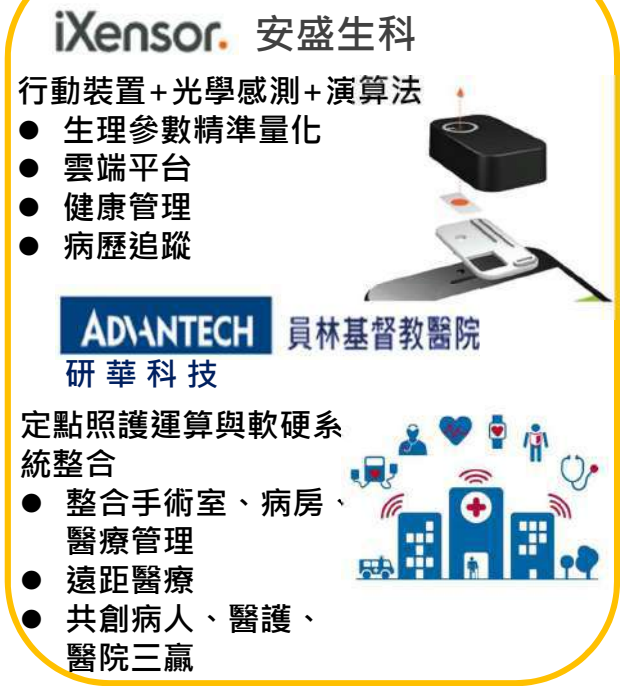 iXensor. 安盛生科
行動裝置+光學感測+演算法
● 生理參數精準量化
● 雲端平台
● 健康管理
● 病歷追蹤
ADVANTECH 員林基督教醫院
研華科技
定點照護運算與軟硬系
統整合
● 整合手術室、病房、
醫療管理
● 遠距醫療
● 共創病人、醫護、
醫院三贏